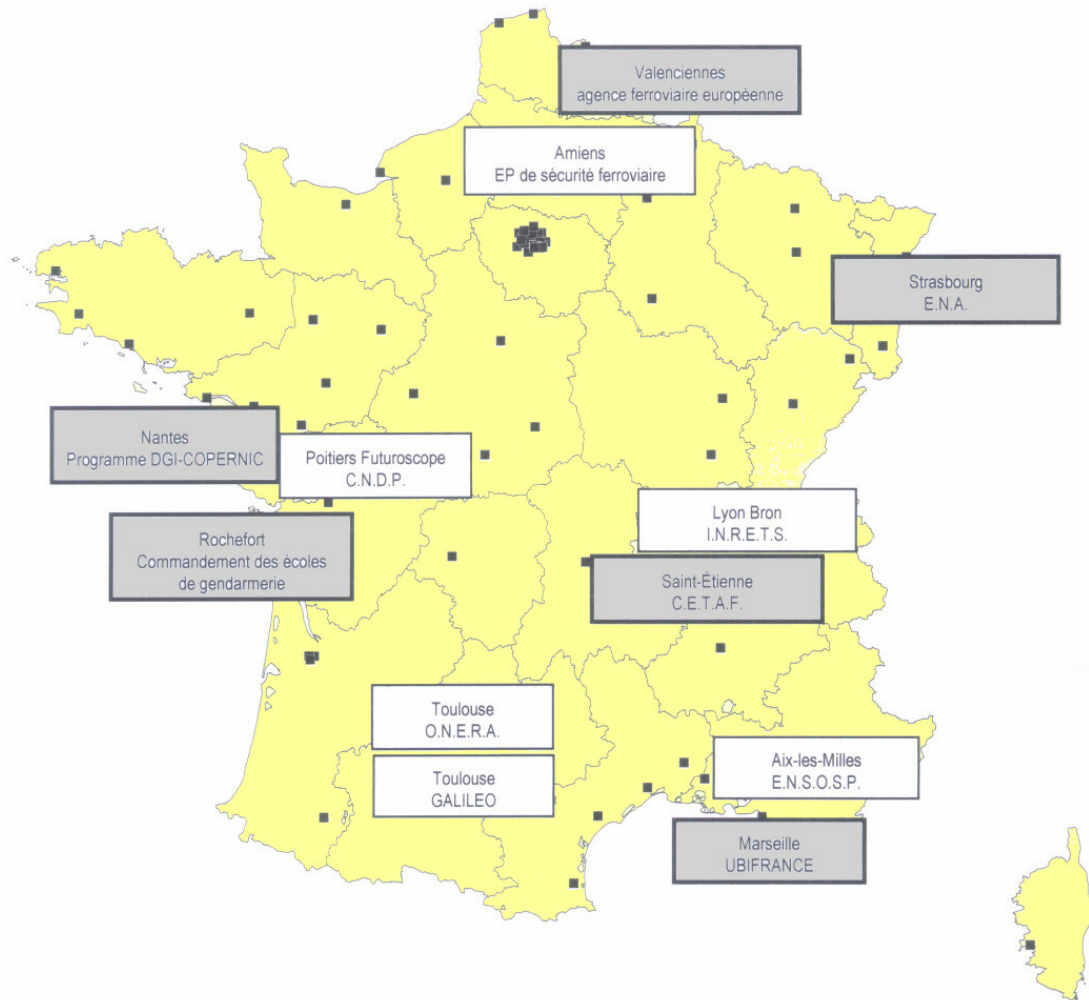 Valenciennes
agence ferroviaire européenne
Amiens
EP de sécurité ferroviaire
Strasbourg
E.N.A.
Nantes
Programme DGI-COPERNIC
Poitiers Futuroscope
C.N.D.P.
Lyon Bron
I.N.R.E.T.S.
Rochefort
Commandement des écoles
de gendarmerie
Saint-Étienne
C.E.T.A.F.
Toulouse
O.N.E.R.A.
Aix-les-Milles
E.N.S.O.S.P.
Toulouse
GALILEO
Marseille
UBIFRANCE